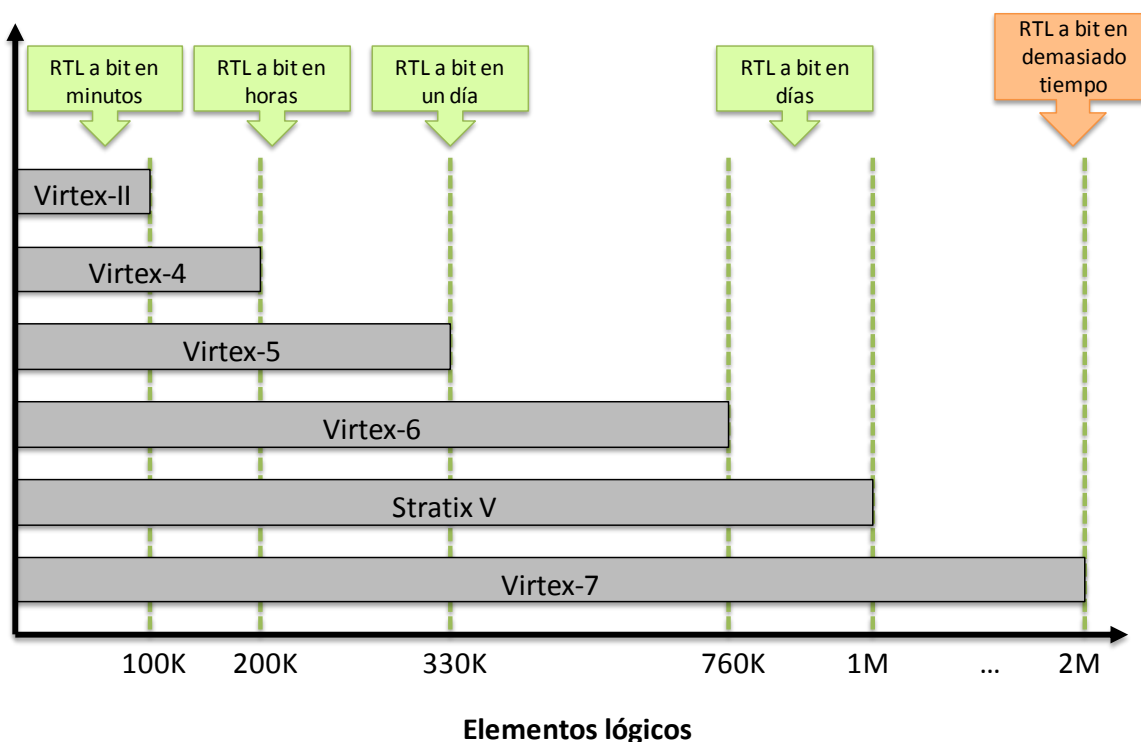 RTL a bit en
minutos
RTL a bit en
horas
RTL a bit en
un día
RTL a bit en
días
RTL a bit en
demasiado
tiempo
Virtex-II
Virtex-4
Virtex-5
Virtex-6
Stratix V
Virtex-7
100K 200K 330K 760K 1M ... 2M
Elementos lógicos